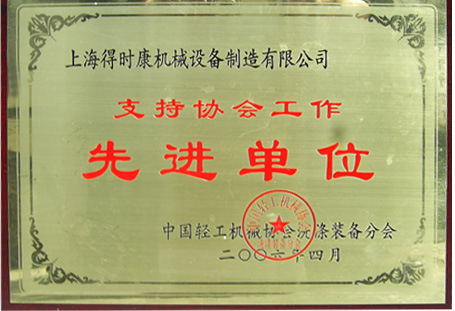 上海得时康机械设备制造有限公司
支持协会工作
先进单位
中国轻工机械协会洗涤装备分会
二〇〇六年四月